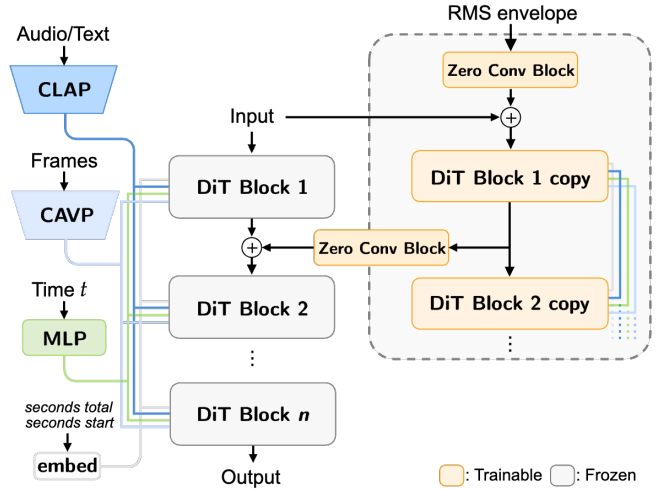 Audio/Text
CLAP
Frames
CAVP
Time t
MLP
seconds total
seconds start
embed
Input
DiT Block 1
DiT Block 2
⋮
DiT Block n
Output
RMS envelope
Zero Conv Block
DiT Block 1 copy
Zero Conv Block
DiT Block 2 copy
⋮
: Trainable
: Frozen